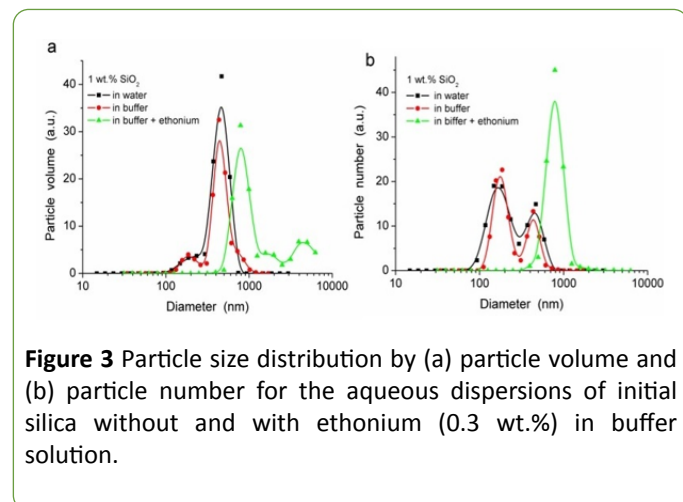 a
b
1 wt.% SiO₂
in water
in buffer
in buffer + ethonium
Particle volume (a.u.)
40
30
20
10
0
10
100
1000
10000
Diameter (nm)
1 wt.% SiO₂
in water
in buffer
in biffer + ethonium
Particle number (a.u.)
40
30
20
10
0
10
100
1000
10000
Diameter (nm)
Figure 3 Particle size distribution by (a) particle volume and
(b) particle number for the aqueous dispersions of initial
silica without and with ethonium (0.3 wt.%) in buffer
solution.